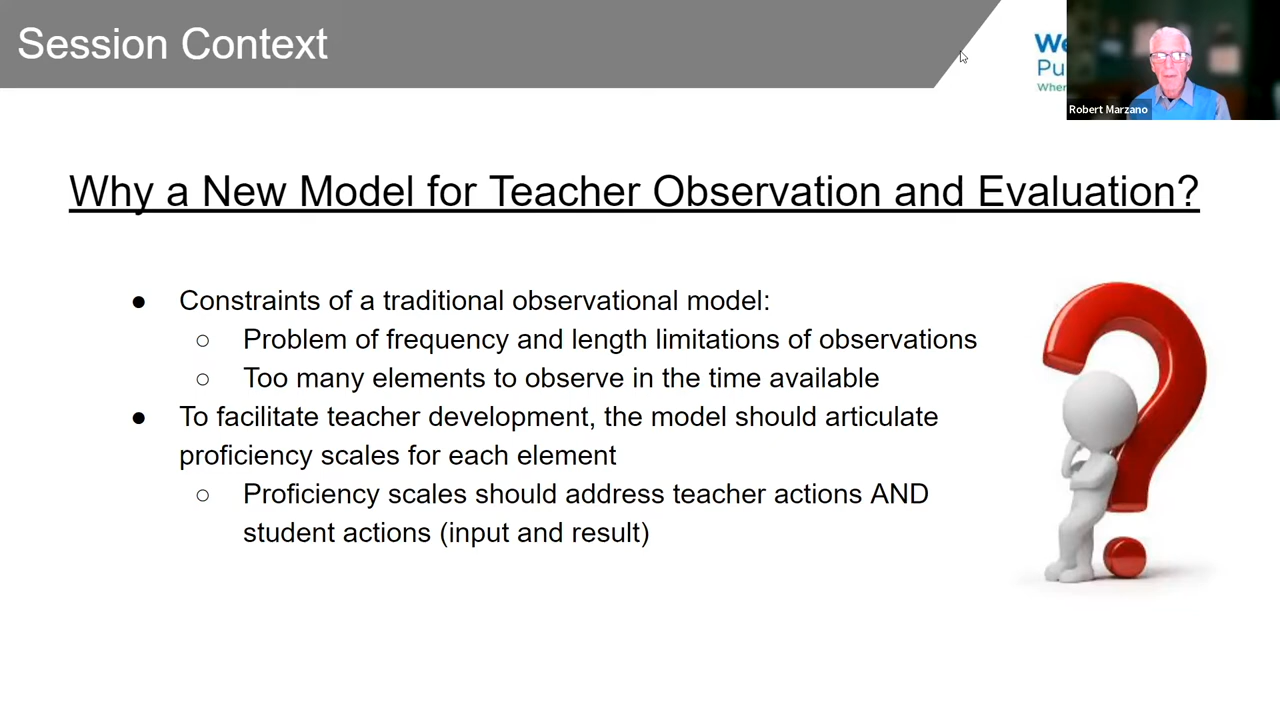 Session Context
We
Pu
Wher
Robert Marzano
Why a New Model for Teacher Observation and Evaluation?
● Constraints of a traditional observational model:
○ Problem of frequency and length limitations of observations
○ Too many elements to observe in the time available
● To facilitate teacher development, the model should articulate
proficiency scales for each element
○ Proficiency scales should address teacher actions AND
student actions (input and result)